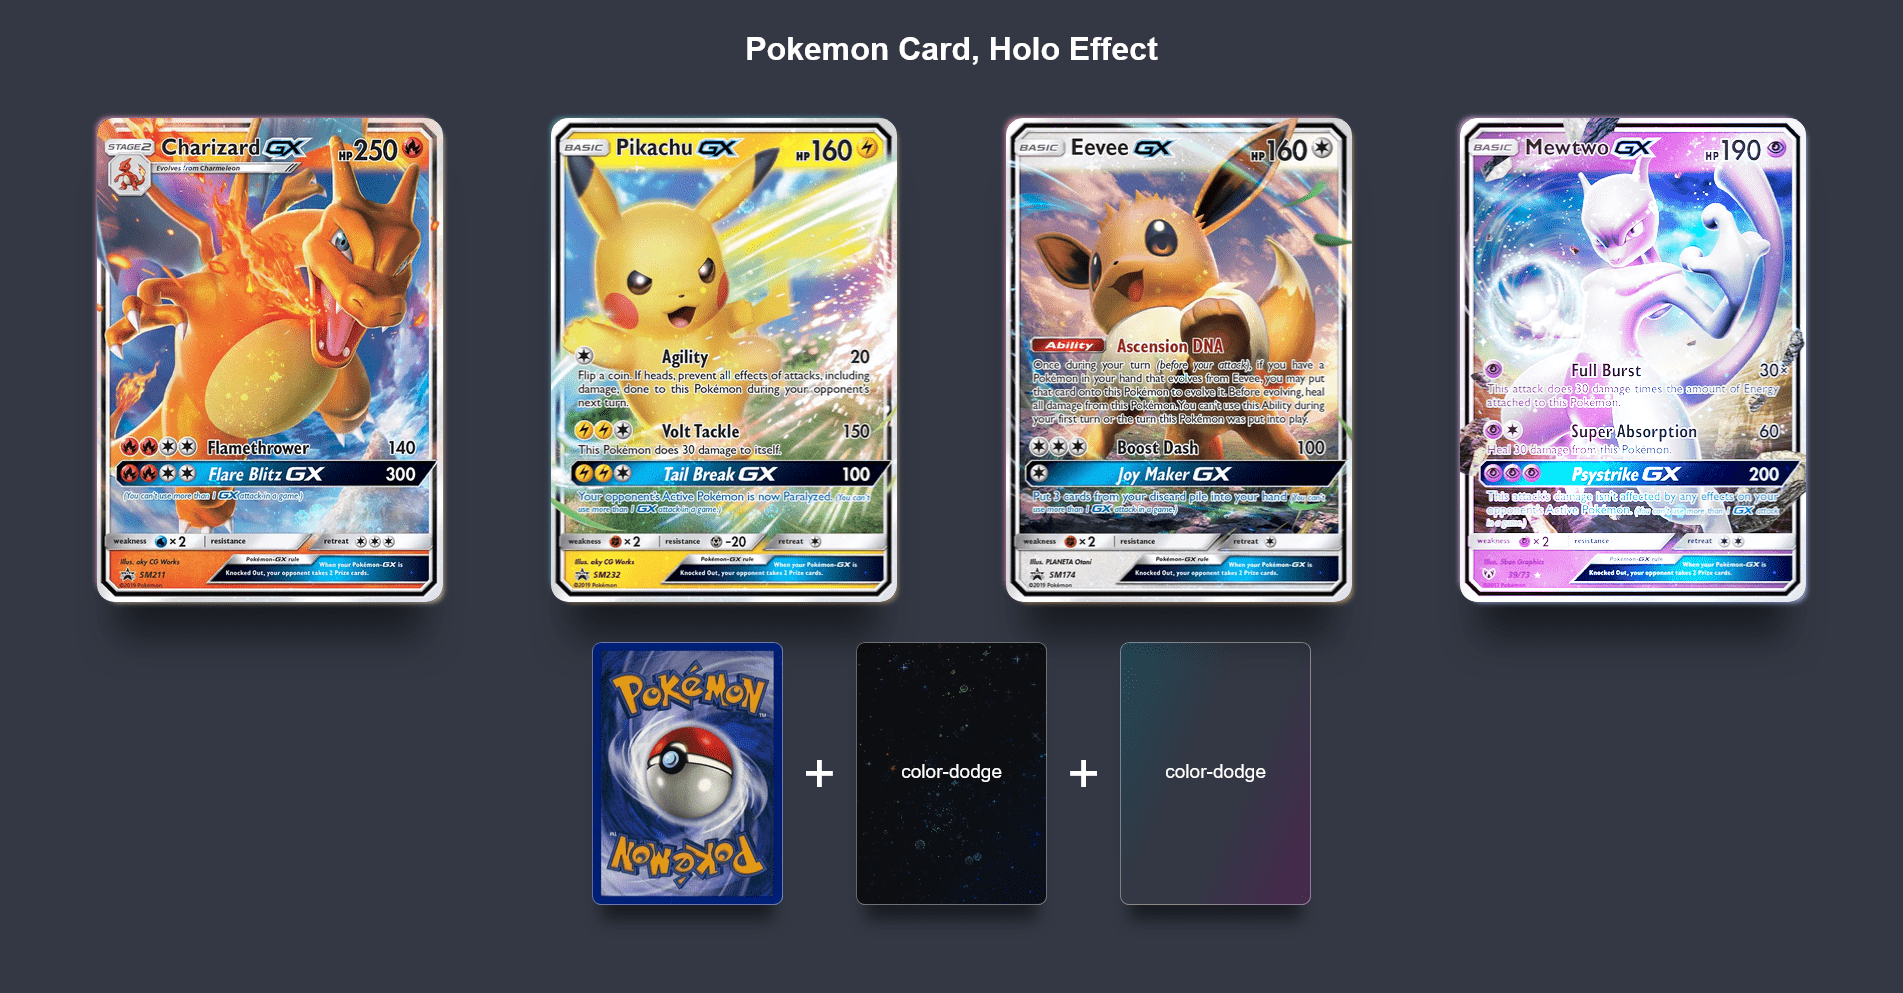 Pokemon Card, Holo Effect
STAGE2 Charizard GX HP250
Evolves from Charmeleon
Flamethrower 140
Flare Blitz GX 300
(You can't use more than 1 GX attack in a game.)
weakness ×2 resistance retreat
Illus. aky CG Works
SM211
©2019 Pokémon
Pokémon-GX rule
When your Pokémon-GX is
Knocked Out, your opponent takes 2 Prize cards.
BASIC Pikachu GX HP160
Agility 20
Flip a coin. If heads, prevent all effects of attacks, including
damage, done to this Pokémon during your opponent's
next turn.
Volt Tackle 150
This Pokémon does 30 damage to itself.
Tail Break GX 100
Your opponent's Active Pokémon is now Paralyzed. (You can't
use more than 1 GX attack in a game.)
weakness ×2 resistance -20 retreat
Illus. aky CG Works
SM232
©2019 Pokémon
Pokémon-GX rule
When your Pokémon-GX is
Knocked Out, your opponent takes 2 Prize cards.
BASIC Eevee GX HP160
Ability Ascension DNA
Once during your turn (before your attack), if you have a
Pokémon in your hand that evolves from Eevee, you may put
that card onto this Pokémon to evolve it. Before evolving, heal
all damage from this Pokémon. You can't use this Ability during
your first turn or the turn this Pokémon was put into play.
Boost Dash 100
Joy Maker GX
Put 3 cards from your discard pile into your hand. (You can't
use more than 1 GX attack in a game.)
weakness ×2 resistance retreat
Illus. PLANETA Otani
SM174
©2019 Pokémon
Pokémon-GX rule
When your Pokémon-GX is
Knocked Out, your opponent takes 2 Prize cards.
BASIC Mewtwo GX HP190
Full Burst 30×
This attack does 30 damage times the amount of Energy
attached to this Pokémon.
Super Absorption 60
Heal 30 damage from this Pokémon.
Psystrike GX 200
This attack's damage isn't affected by any effects on your
opponent's Active Pokémon. (You can't use more than 1 GX attack
in a game.)
weakness ×2 resistance retreat
Illus. 5ban Graphics
39/73
©2017 Pokémon
Pokémon-GX rule
When your Pokémon-GX is
Knocked Out, your opponent takes 2 Prize cards.
POKéMON
™
+
color-dodge
+
color-dodge
POKéMON
™